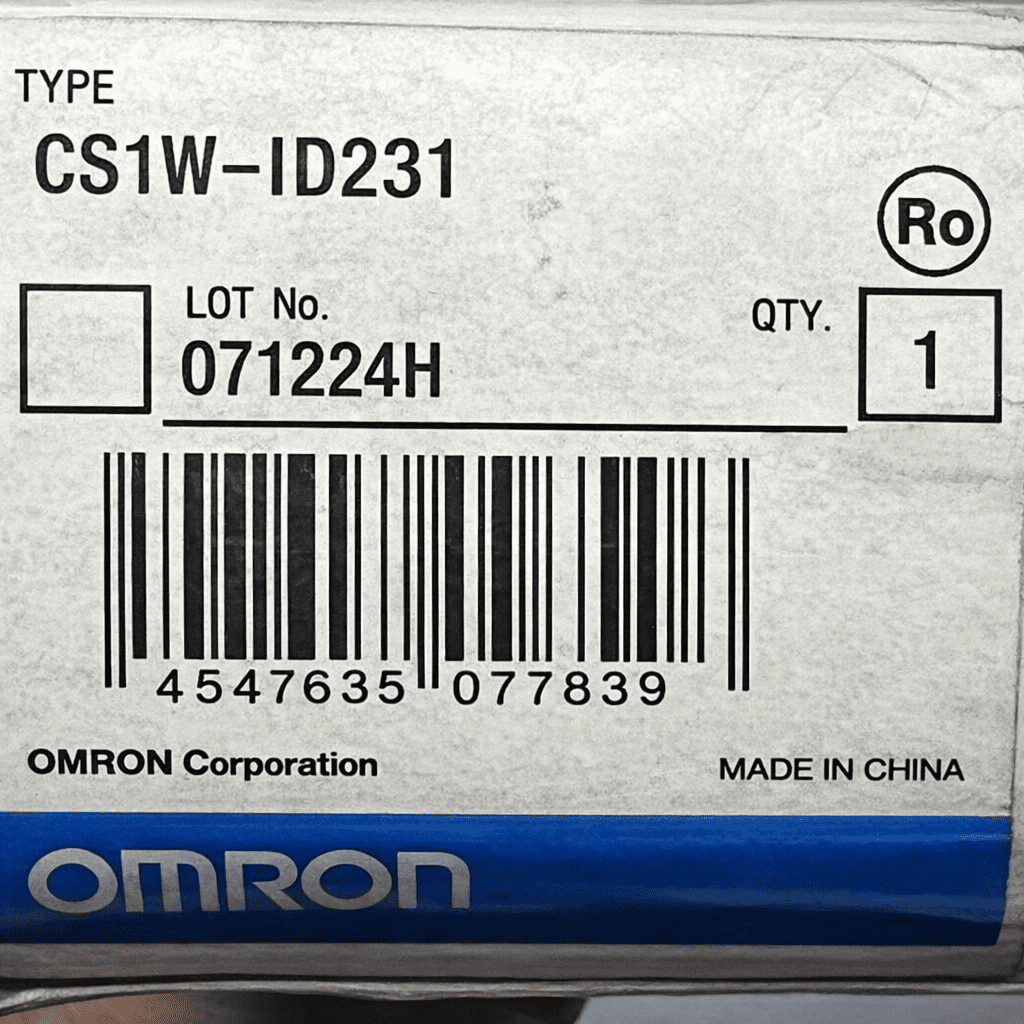 TYPE
CS1W-ID231
Ro
LOT No.
071224H
QTY.
1
4547635 077839
OMRON Corporation
MADE IN CHINA
OMRON